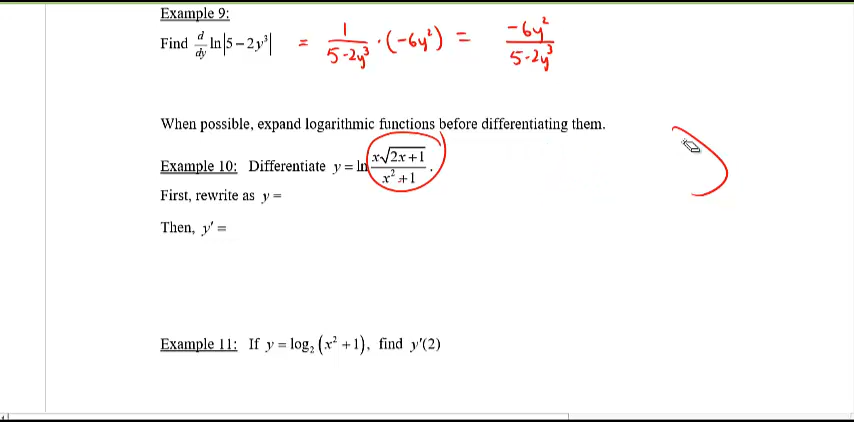 Example 9:
Find d/dy ln|5 − 2y³| = 1/(5-2y³) · (-6y²) = -6y²/(5-2y³)
When possible, expand logarithmic functions before differentiating them.
Example 10: Differentiate y = ln x√(2x+1)/(x²+1).
First, rewrite as y =
Then, y′ =
Example 11: If y = log₂(x² + 1), find y′(2)